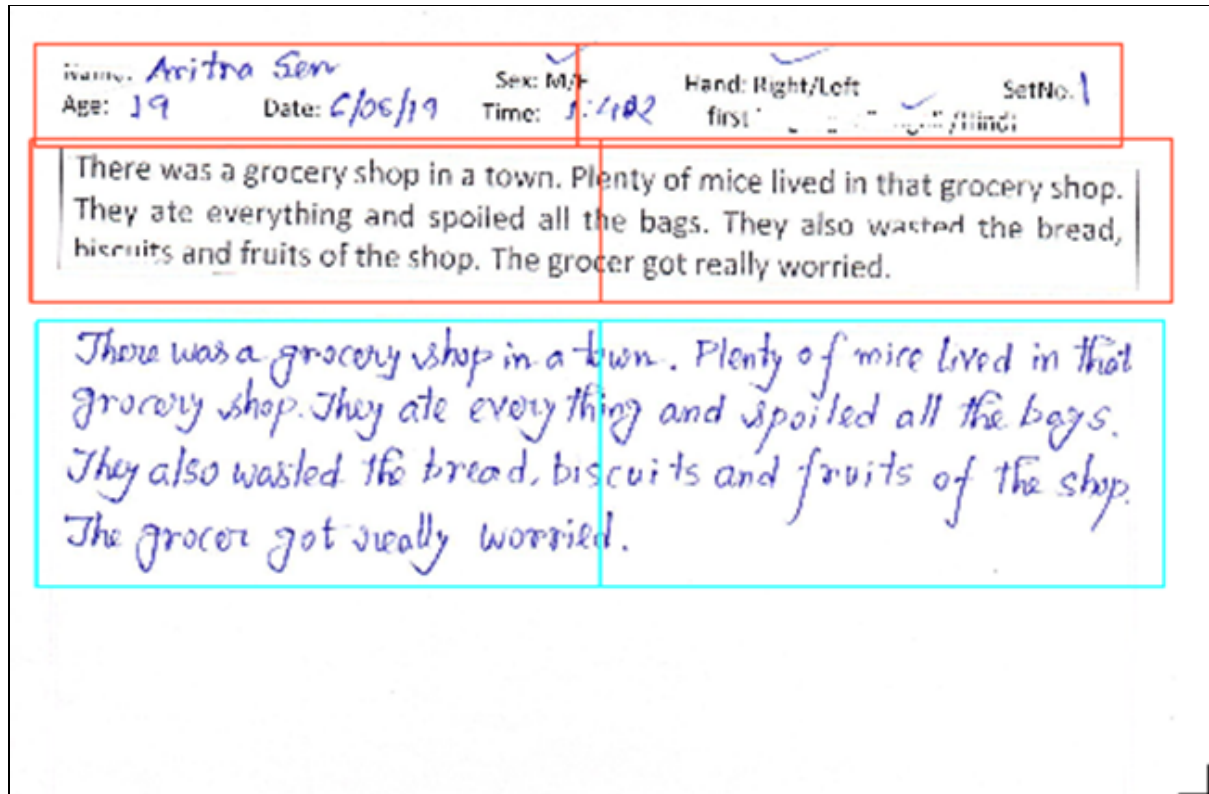 Name: Aritra Sen Sex: M/F Hand: Right/Left SetNo. 1
Age: 19 Date: 6/08/19 Time: first /Hindi
There was a grocery shop in a town. Plenty of mice lived in that grocery shop.
They ate everything and spoiled all the bags. They also wasted the bread,
biscuits and fruits of the shop. The grocer got really worried.
There was a grocery shop in a town. Plenty of mice lived in that
grocery shop. They ate every thing and spoiled all the bags.
They also wasted the bread, biscuits and fruits of the shop.
The grocer got really worried.